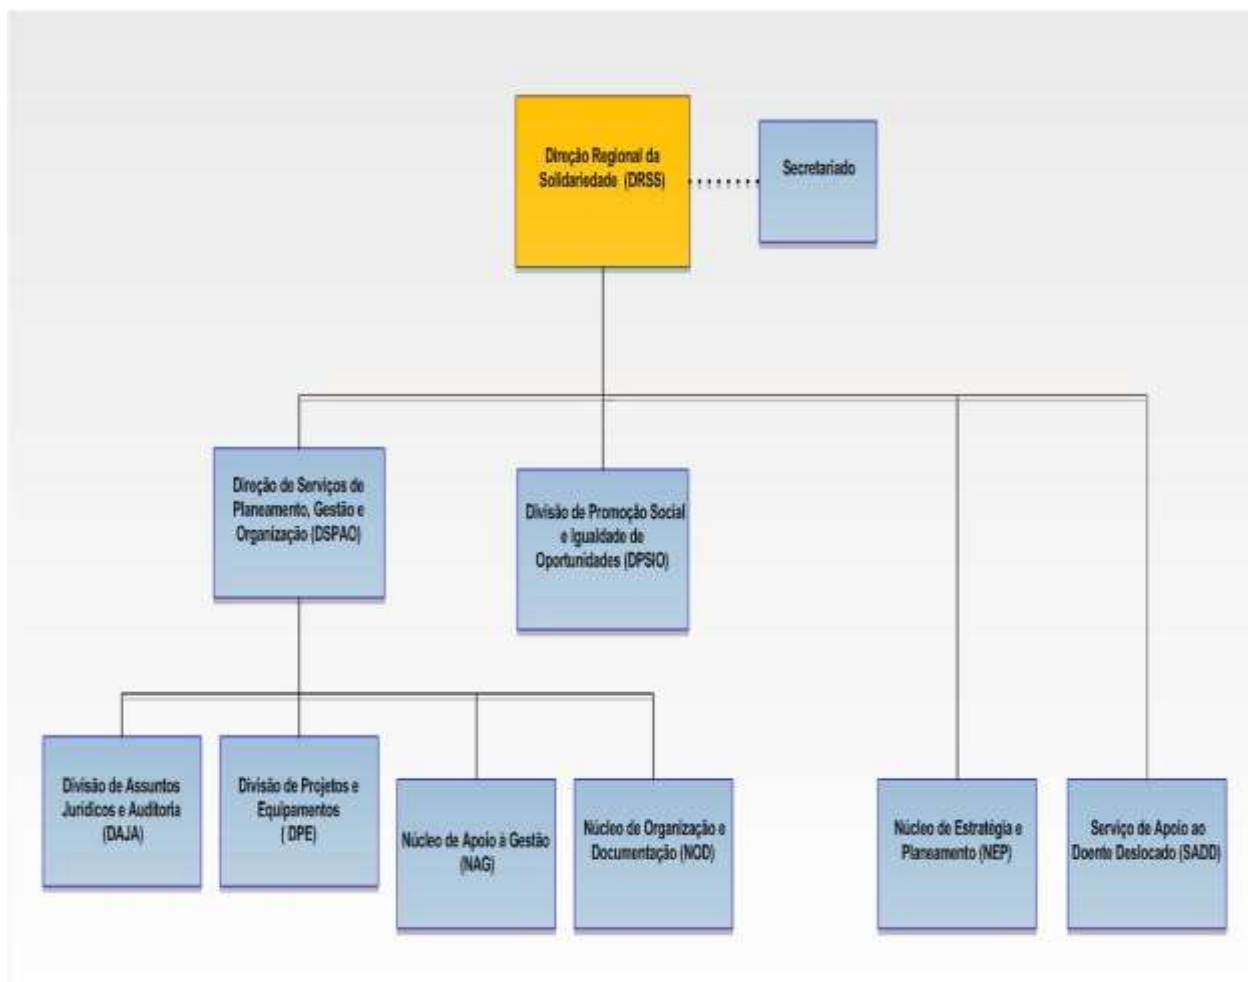 Direção Regional da
Solidariedade (DRSS)
Secretariado
Direção de Serviços de
Planeamento, Gestão e
Organização (DSPAO)
Divisão de Promoção Social
e Igualdade de
Oportunidades (DPSIO)
Divisão de Assuntos
Jurídicos e Auditoria
(DAJA)
Divisão de Projetos e
Equipamentos
( DPE)
Núcleo de Apoio à Gestão
(NAG)
Núcleo de Organização e
Documentação (NOD)
Núcleo de Estratégia e
Planeamento (NEP)
Serviço de Apoio ao
Doente Deslocado (SADD)